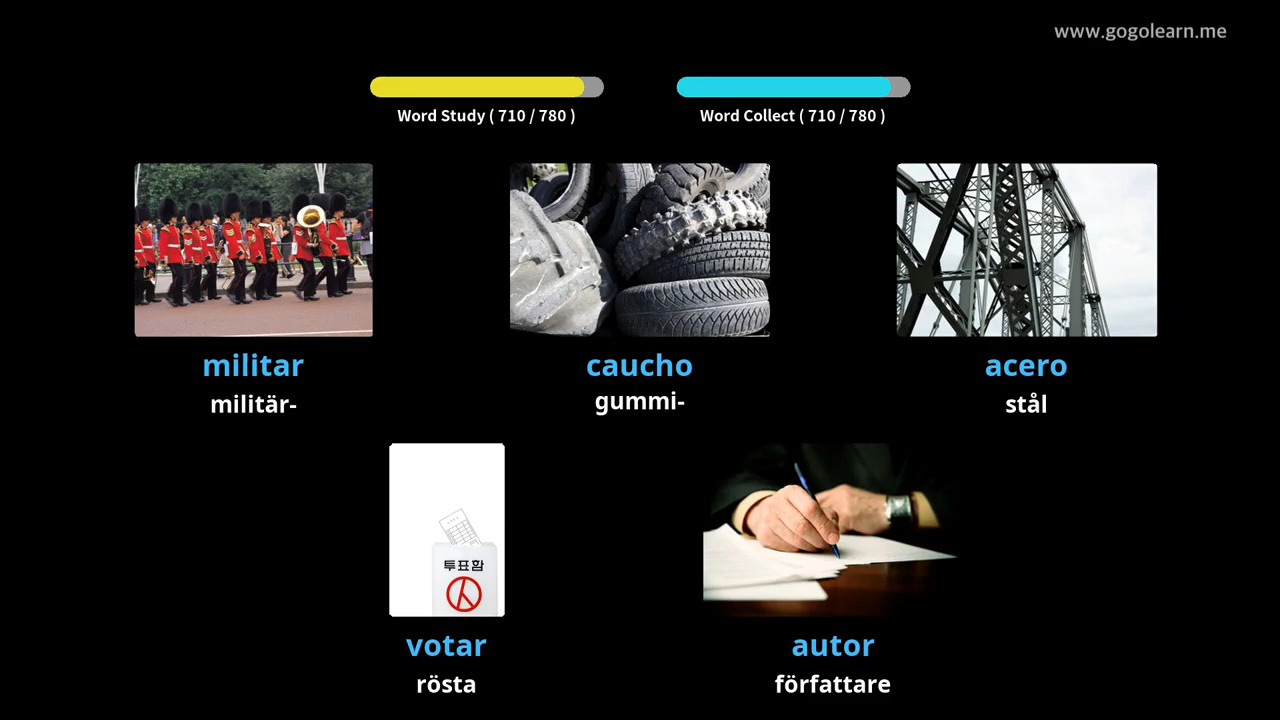 www.gogolearn.me
Word Study ( 710 / 780 )
Word Collect ( 710 / 780 )
militar
caucho
acero
militär-
gummi-
stål
투표함
votar
autor
rösta
författare